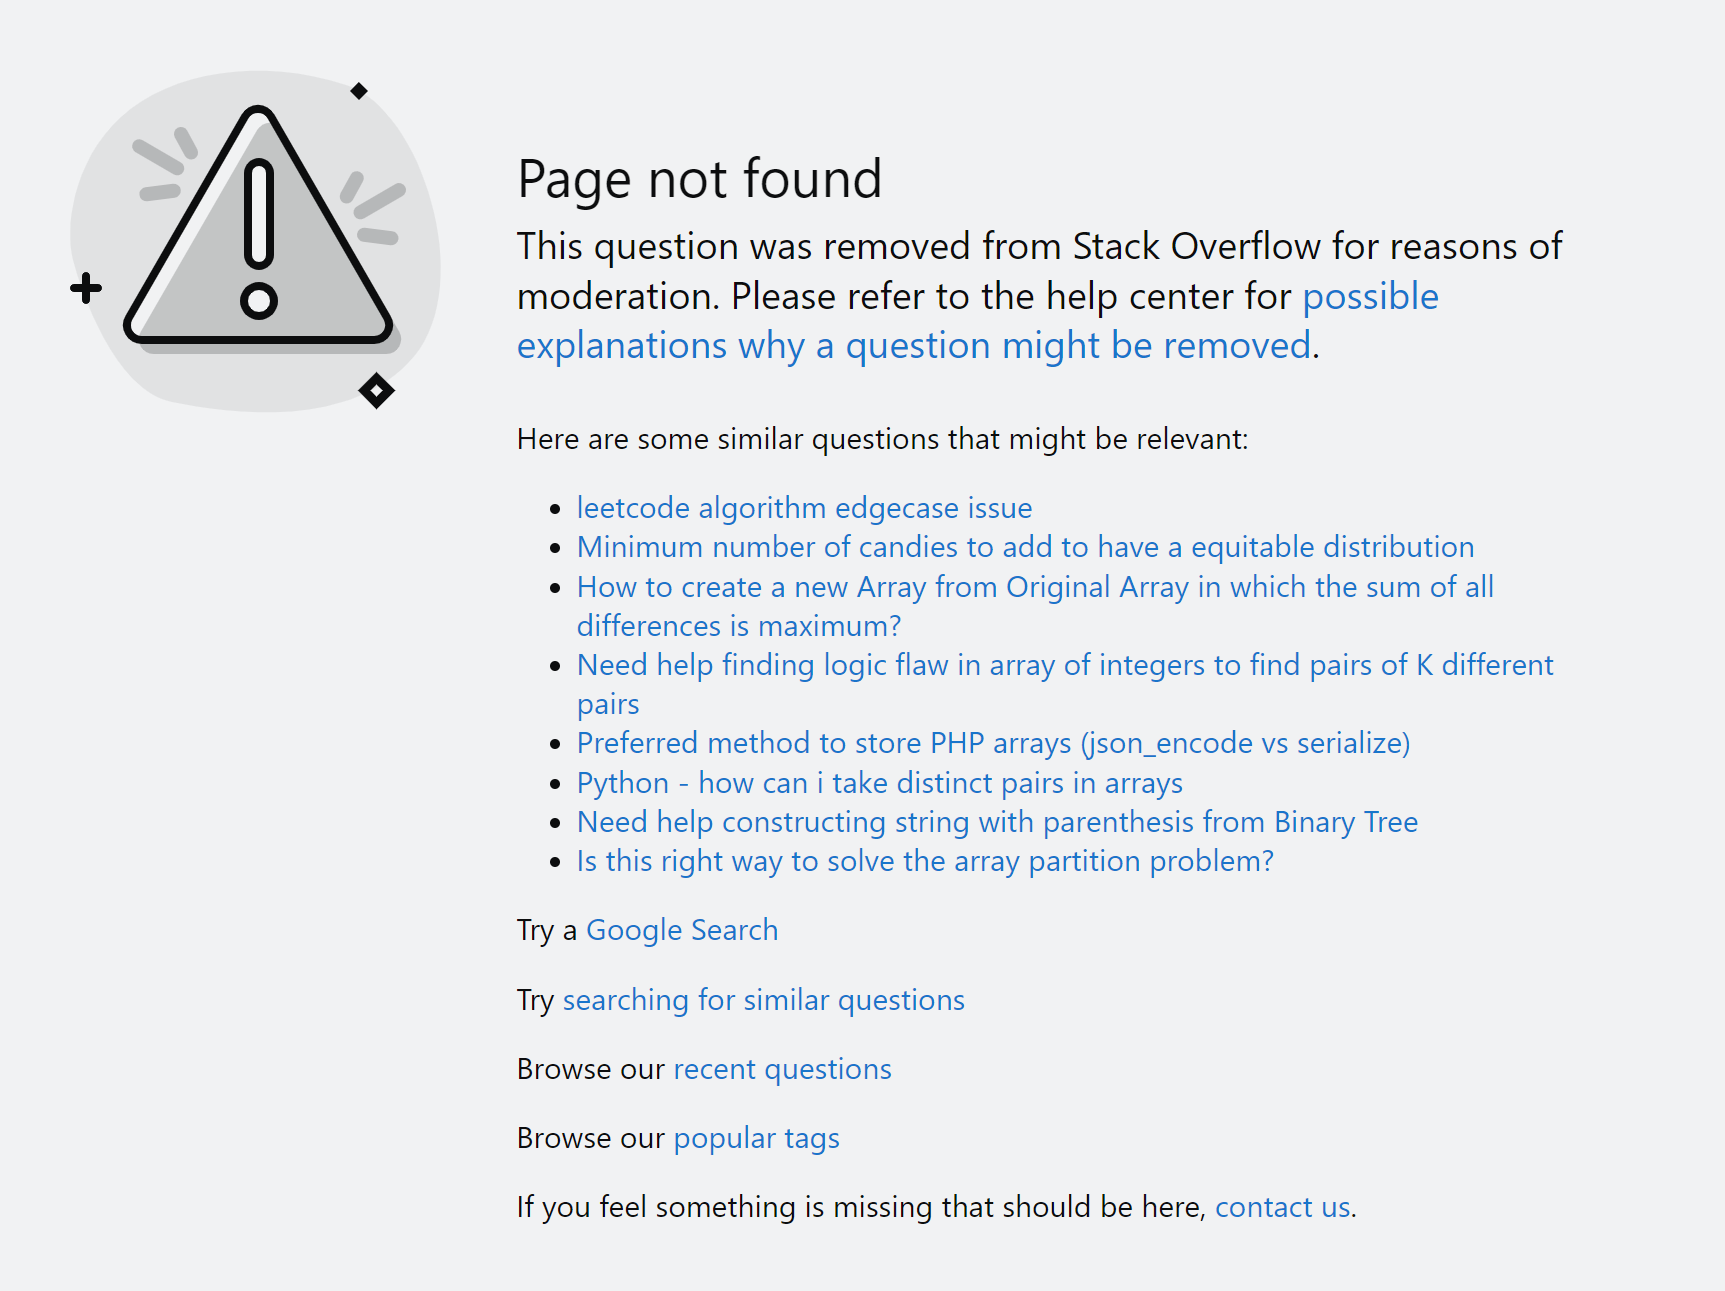 Page not found
This question was removed from Stack Overflow for reasons of
moderation. Please refer to the help center for possible
explanations why a question might be removed.
Here are some similar questions that might be relevant:
leetcode algorithm edgecase issue
Minimum number of candies to add to have a equitable distribution
How to create a new Array from Original Array in which the sum of all
differences is maximum?
Need help finding logic flaw in array of integers to find pairs of K different
pairs
Preferred method to store PHP arrays (json_encode vs serialize)
Python - how can i take distinct pairs in arrays
Need help constructing string with parenthesis from Binary Tree
Is this right way to solve the array partition problem?
Try a Google Search
Try searching for similar questions
Browse our recent questions
Browse our popular tags
If you feel something is missing that should be here, contact us.